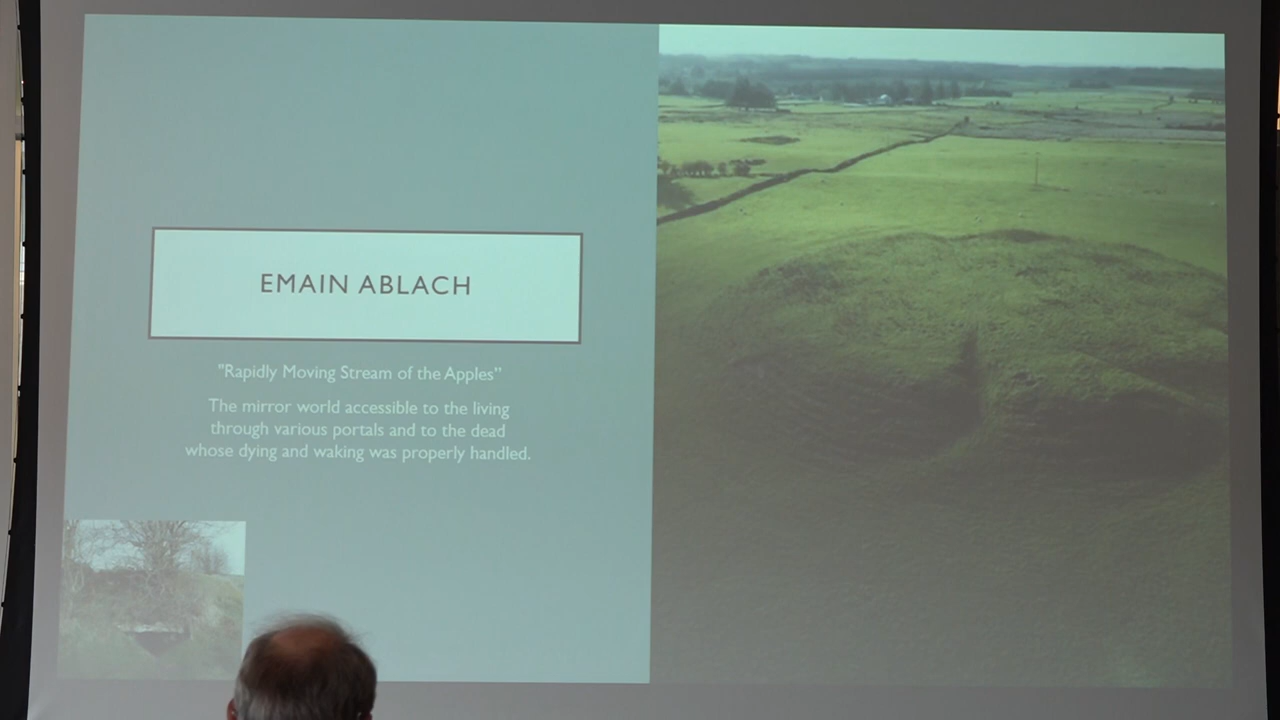 EMAIN ABLACH
"Rapidly Moving Stream of the Apples"
The mirror world accessible to the living
through various portals and to the dead
whose dying and waking was properly handled.